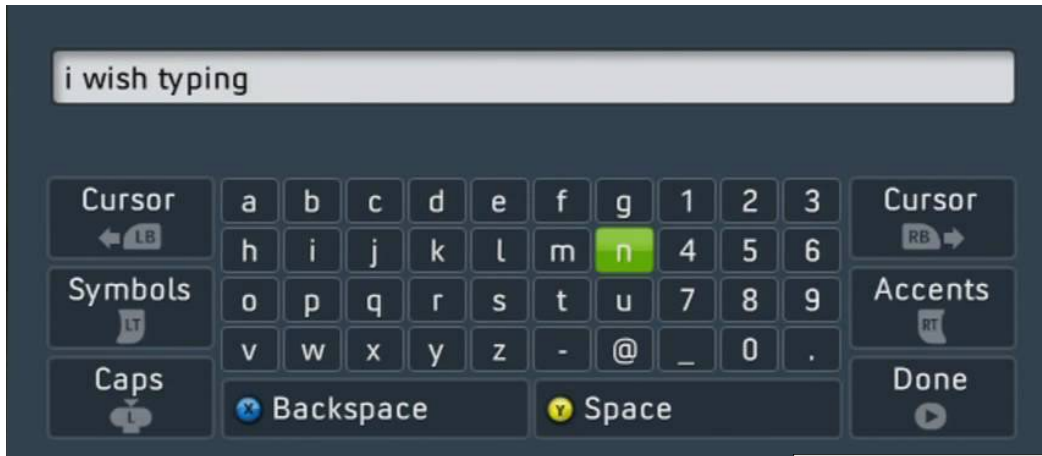 i wish typing
Cursor a b c d e f g 1 2 3 Cursor
LB h i j k l m n 4 5 6 RB
Symbols o p q r s t u 7 8 9 Accents
LT v w x y z - @ _ 0 . RT
Caps X Backspace Y Space Done
L